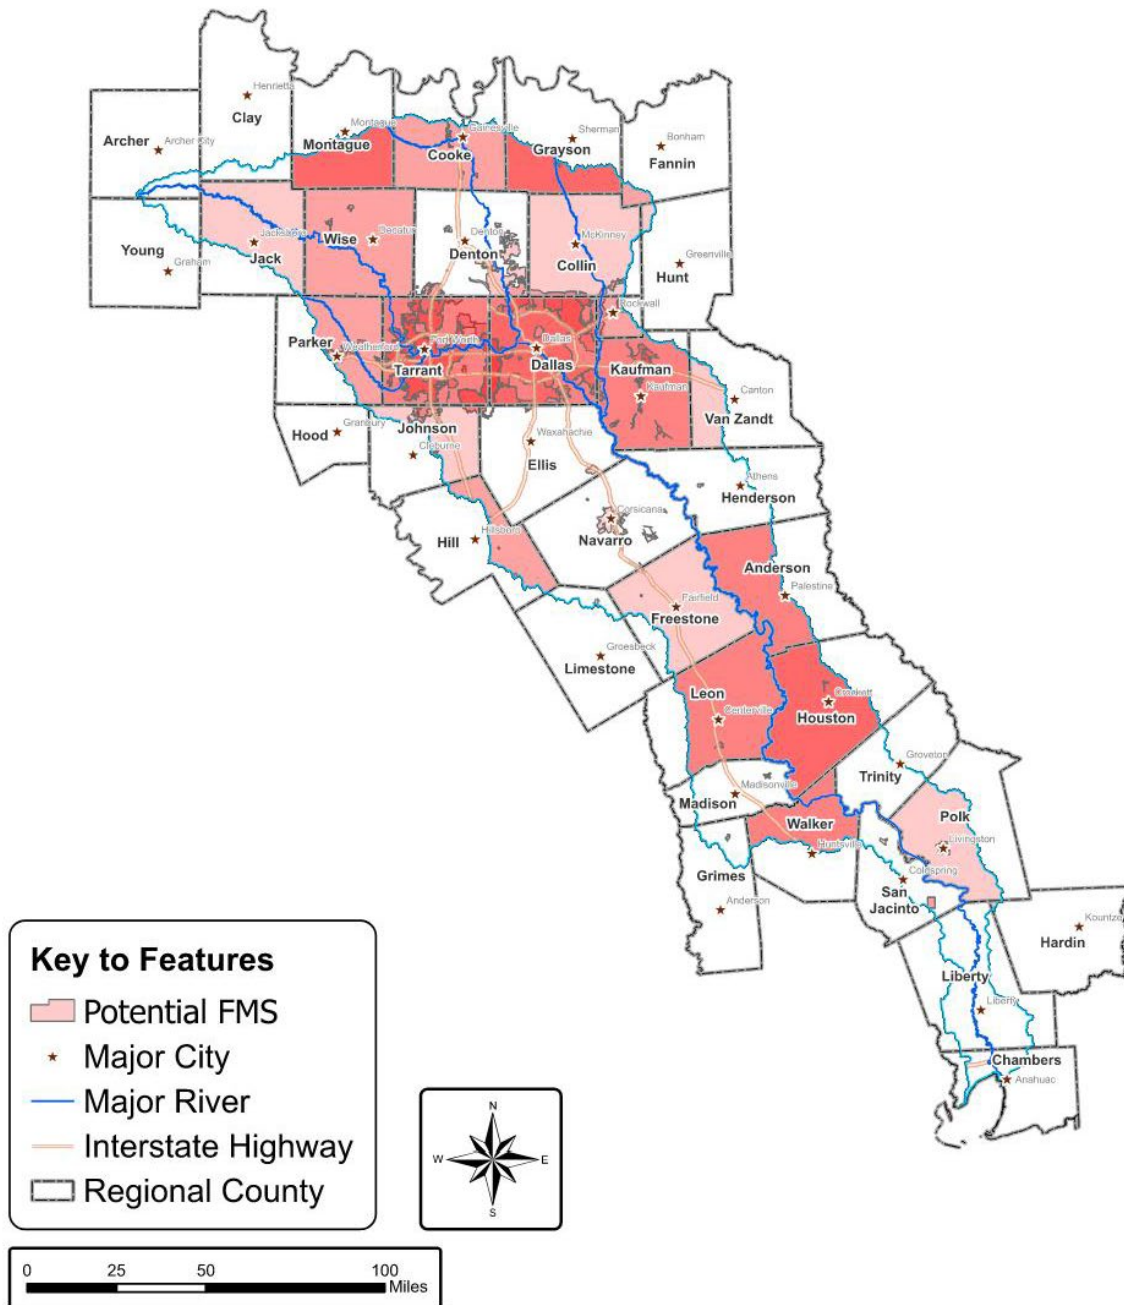 Henrietta
Clay
Archer
Archer City
Montague
Montague
Gainesville
Cooke
Sherman
Grayson
Bonham
Fannin
Young
Graham
Jacksboro
Jack
Wise
Decatur
Denton
Denton
McKinney
Collin
Greenville
Hunt
Rockwall
Parker
Weatherford
Fort Worth
Tarrant
Dallas
Dallas
Kaufman
Kaufman
Canton
Van Zandt
Granbury
Hood
Johnson
Cleburne
Waxahachie
Ellis
Athens
Henderson
Hillsboro
Hill
Corsicana
Navarro
Anderson
Palestine
Fairfield
Freestone
Groesbeck
Limestone
Leon
Centerville
Crockett
Houston
Groveton
Trinity
Madisonville
Madison
Walker
Huntsville
Polk
Livingston
Grimes
Anderson
Coldspring
San
Jacinto
Kountze
Hardin
Liberty
Liberty
Chambers
Anahuac
Key to Features
Potential FMS
Major City
Major River
Interstate Highway
Regional County
N
W
E
S
0 25 50 100
Miles